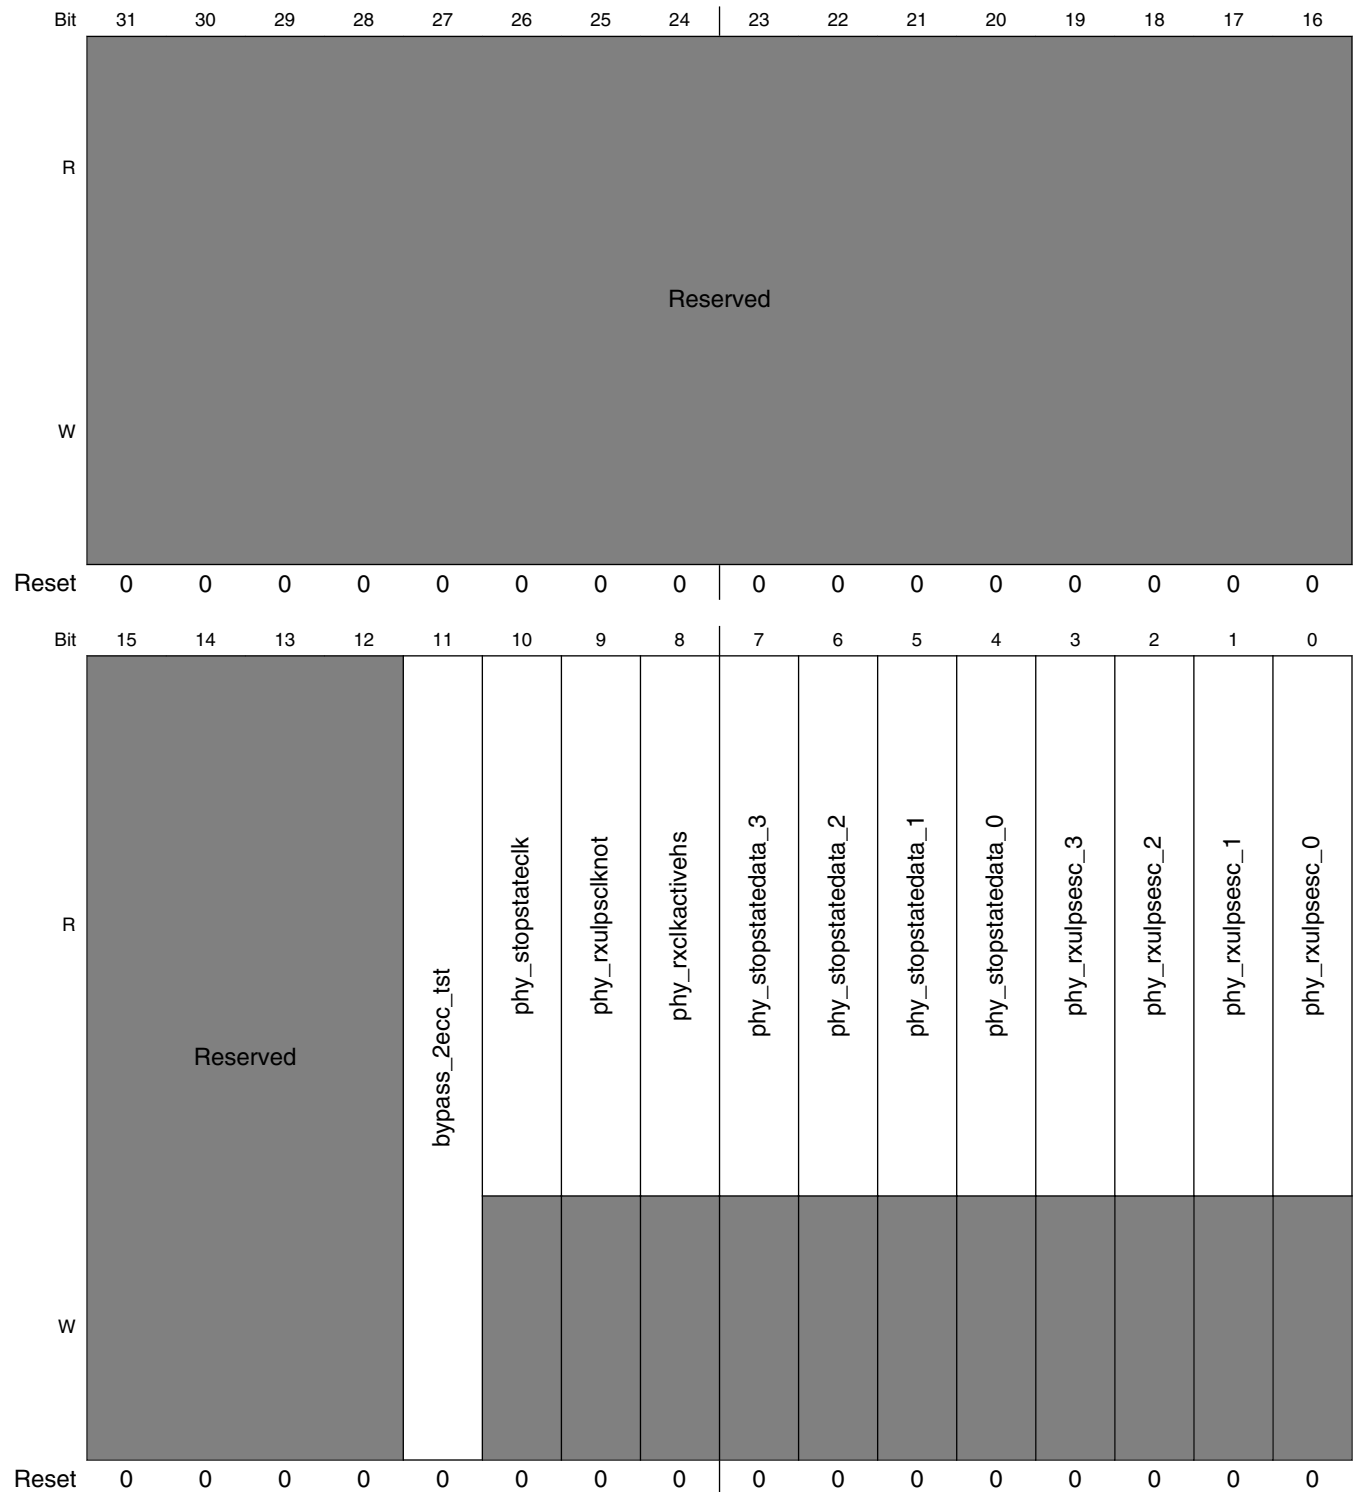 Bit 31 30 29 28 27 26 25 24 23 22 21 20 19 18 17 16
R
Reserved
W
Reset 0 0 0 0 0 0 0 0 0 0 0 0 0 0 0 0
Bit 15 14 13 12 11 10 9 8 7 6 5 4 3 2 1 0
R
Reserved
bypass_2ecc_tst
phy_stopstateclk
phy_rxulpsclknot
phy_rxclkactivehs
phy_stopstatedata_3
phy_stopstatedata_2
phy_stopstatedata_1
phy_stopstatedata_0
phy_rxulpsesc_3
phy_rxulpsesc_2
phy_rxulpsesc_1
phy_rxulpsesc_0
W
Reset 0 0 0 0 0 0 0 0 0 0 0 0 0 0 0 0